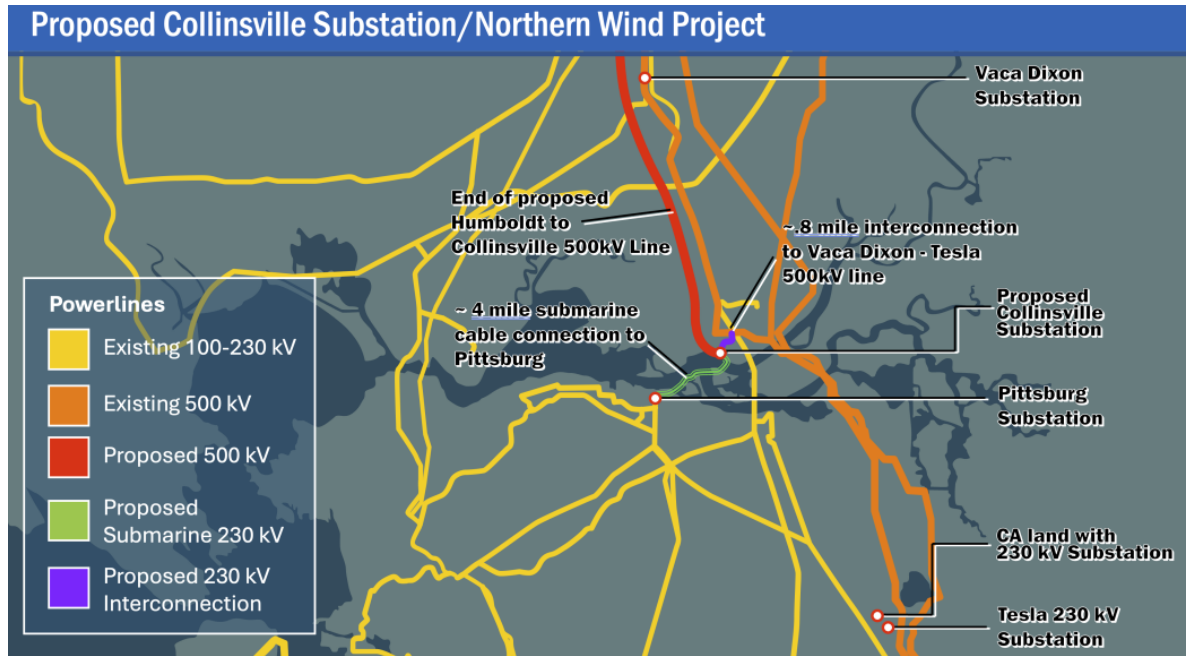 Proposed Collinsville Substation/Northern Wind Project
Vaca Dixon
Substation
End of proposed
Humboldt to
Collinsville 500kV Line
~.8 mile interconnection
to Vaca Dixon - Tesla
500kV line
~ 4 mile submarine
cable connection to
Pittsburg
Proposed
Collinsville
Substation
Pittsburg
Substation
CA land with
230 kV Substation
Tesla 230 kV
Substation
Powerlines
Existing 100-230 kV
Existing 500 kV
Proposed 500 kV
Proposed
Submarine 230 kV
Proposed 230 kV
Interconnection